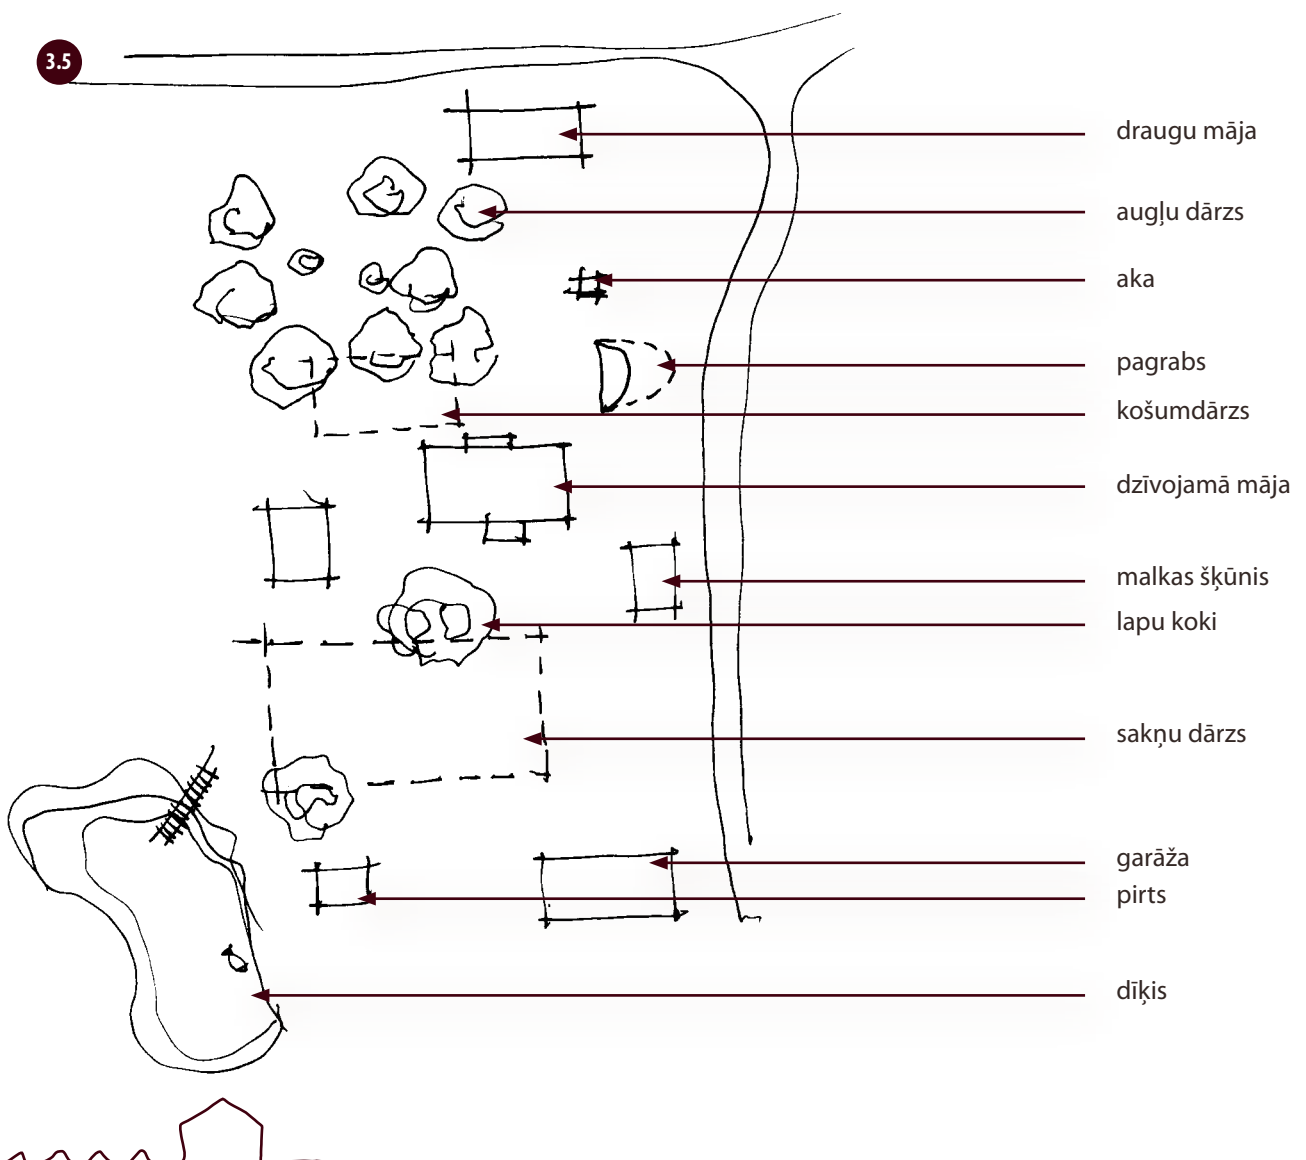 3.5
draugu māja
augļu dārzs
aka
pagrabs
košumdārzs
dzīvojamā māja
malkas šķūnis
lapu koki
sakņu dārzs
garāža
pirts
dīķis